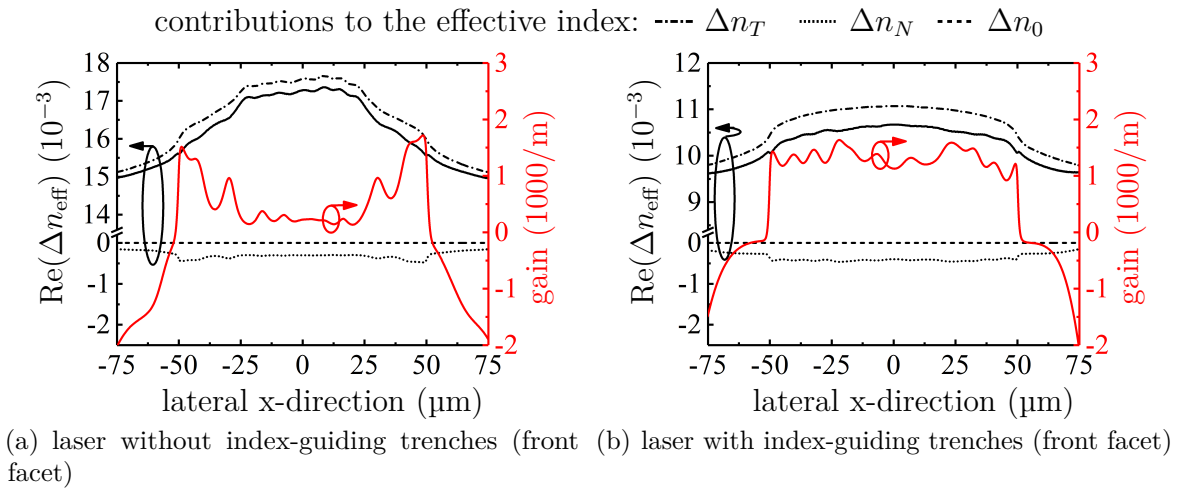 contributions to the effective index: Δn_T Δn_N Δn_0
18
17
16
15
14
0
-1
-2
Re(Δn_eff) (10⁻³)
3
2
1
0
-1
-2
gain (1000/m)
-75 -50 -25 0 25 50 75
lateral x-direction (µm)
12
11
10
9
0
-1
-2
Re(Δn_eff) (10⁻³)
3
2
1
0
-1
-2
gain (1000/m)
-75 -50 -25 0 25 50 75
lateral x-direction (µm)
(a) laser without index-guiding trenches (front
facet)
(b) laser with index-guiding trenches (front facet)